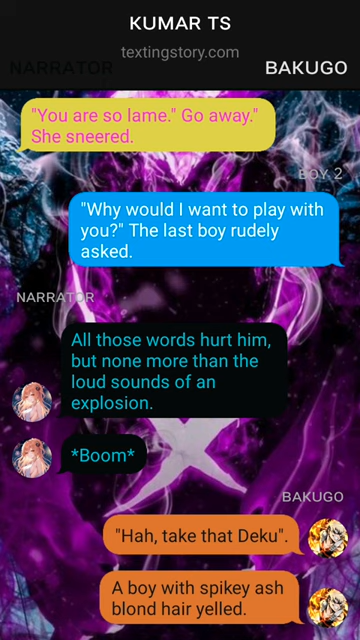 KUMAR TS
textingstory.com
NARRATOR
BAKUGO
"You are so lame." Go away."
She sneered.
BOY 2
"Why would I want to play with
you?" The last boy rudely
asked.
NARRATOR
All those words hurt him,
but none more than the
loud sounds of an
explosion.
*Boom*
BAKUGO
"Hah, take that Deku".
A boy with spikey ash
blond hair yelled.